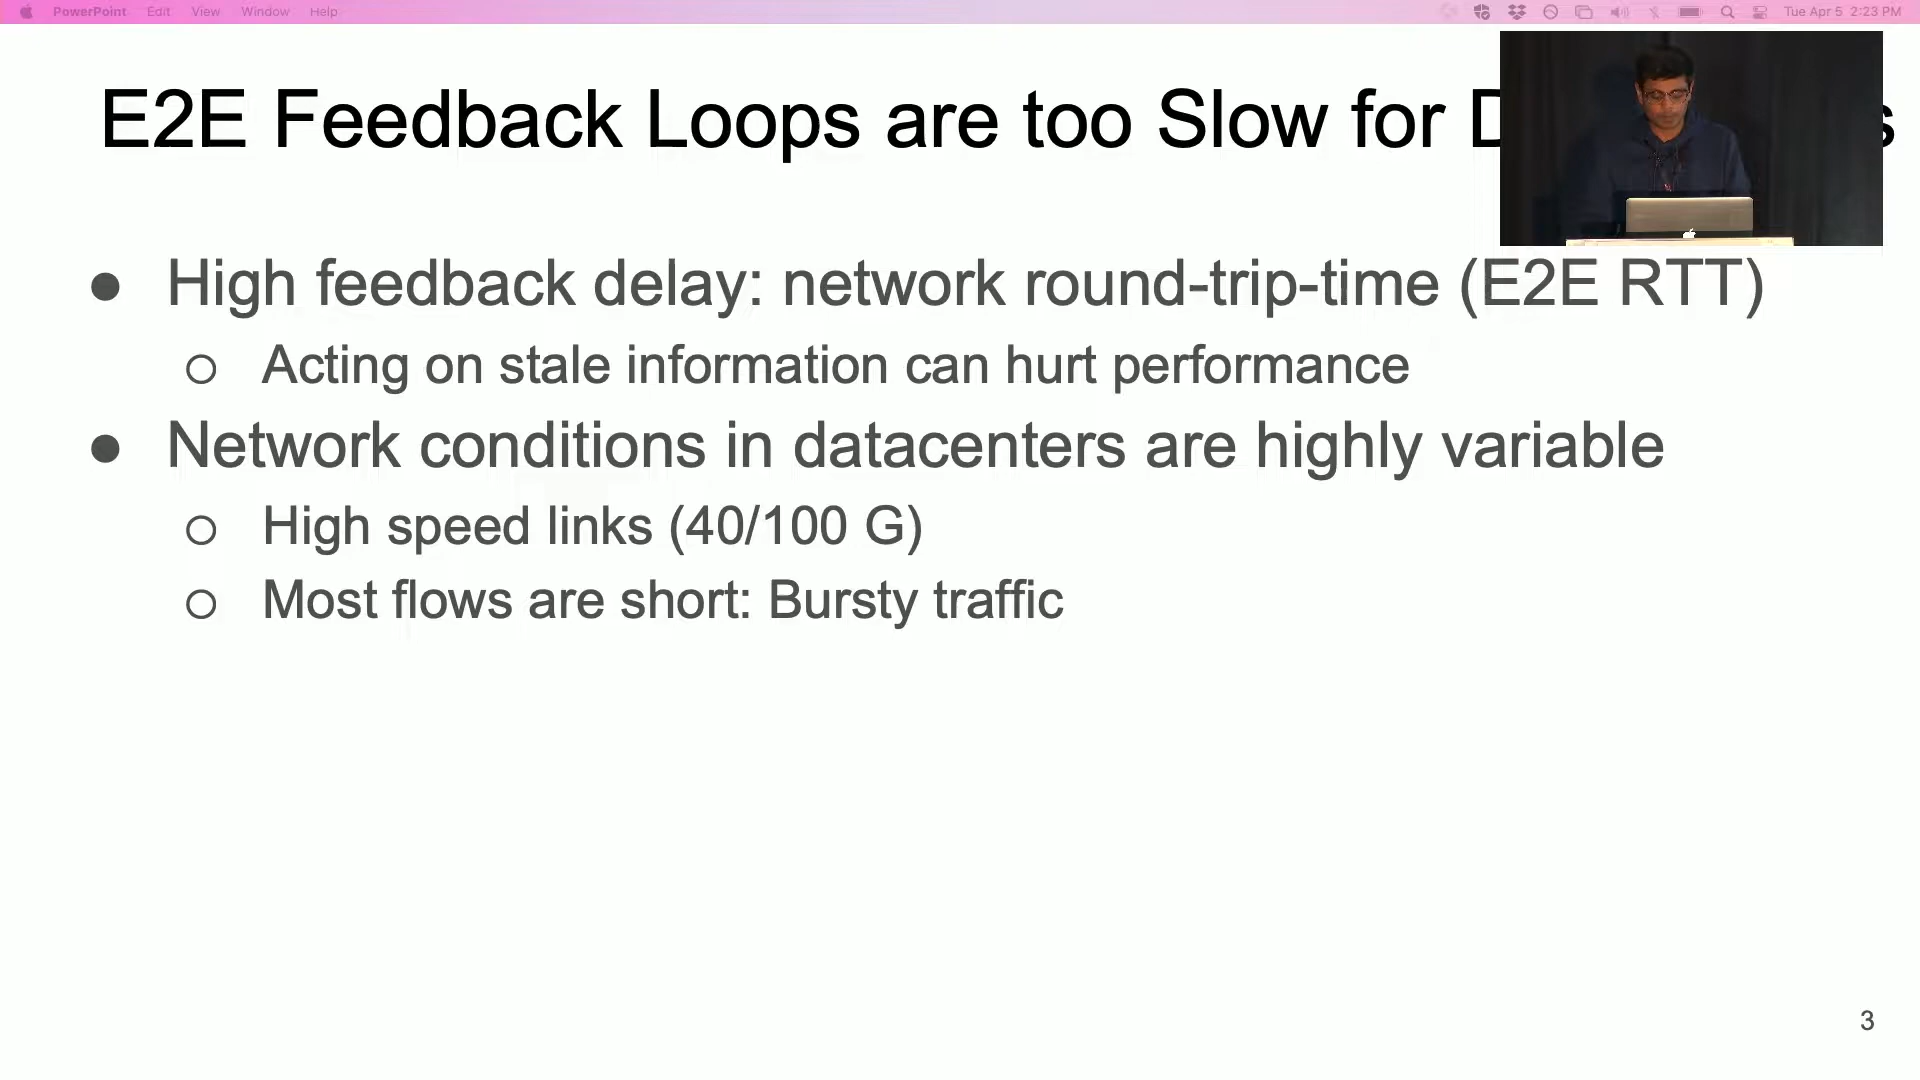 PowerPoint Edit View Window Help Tue Apr 5 2:23 PM
E2E Feedback Loops are too Slow for
● High feedback delay: network round-trip-time (E2E RTT)
○ Acting on stale information can hurt performance
● Network conditions in datacenters are highly variable
○ High speed links (40/100 G)
○ Most flows are short: Bursty traffic
3